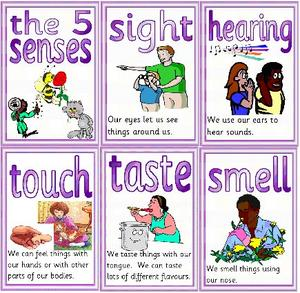 the 5
senses
sight
Our eyes let us see
things around us.
hearing
We use our ears to
hear sounds.
touch
We can feel things with
our hands or with other
parts of our bodies.
taste
We taste things with our
tongue. We can taste
lots of different flavours.
smell
We smell things using
our nose.